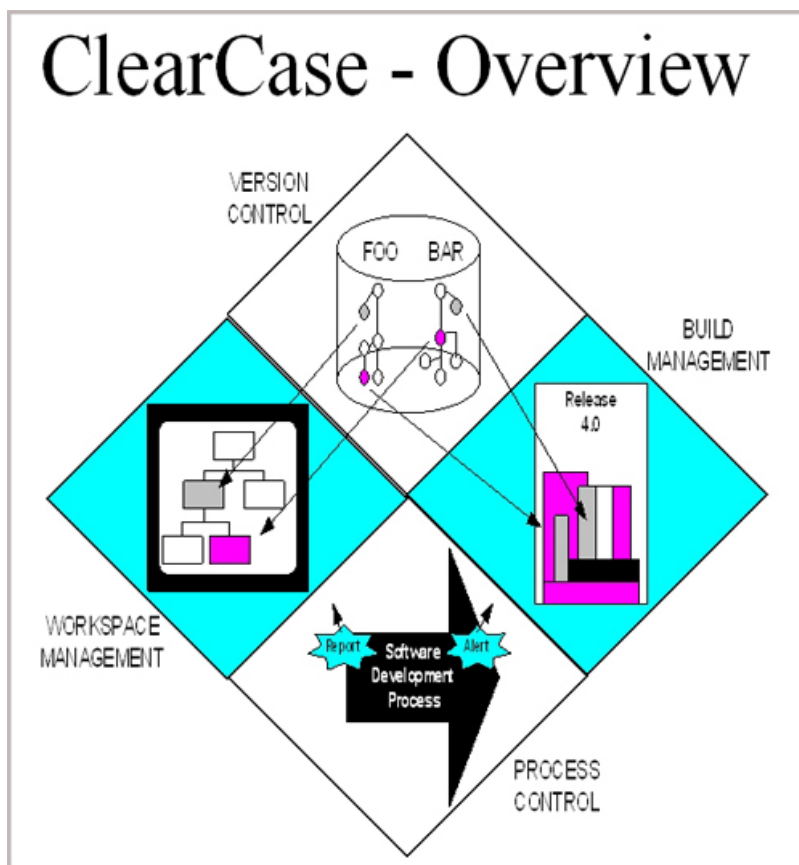 ClearCase - Overview
VERSION
CONTROL
FOO BAR
BUILD
MANAGEMENT
Release
4.0
WORKSPACE
MANAGEMENT
Report
Software
Development
Process
Alert
PROCESS
CONTROL